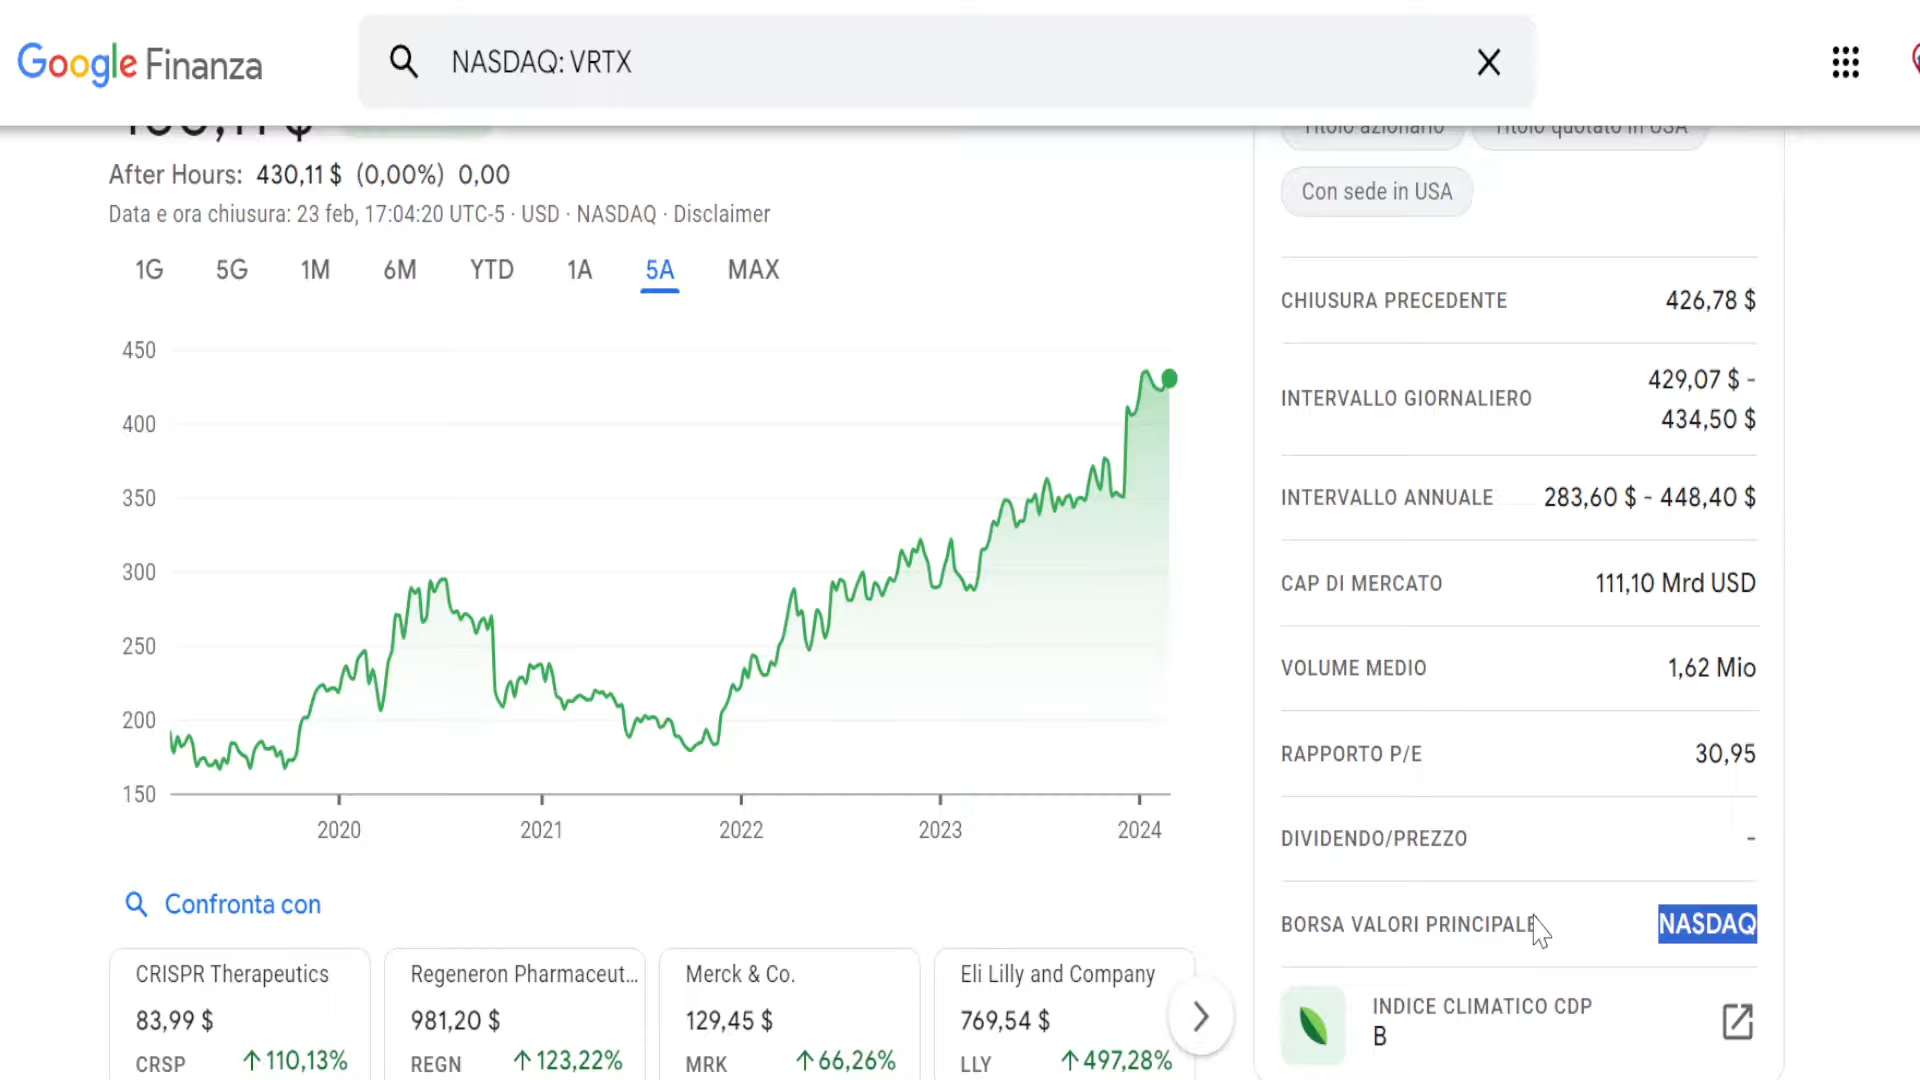 Google Finanza
NASDAQ: VRTX
After Hours: 430,11 $ (0,00%) 0,00
Data e ora chiusura: 23 feb, 17:04:20 UTC-5 · USD · NASDAQ · Disclaimer
1G 5G 1M 6M YTD 1A 5A MAX
450
400
350
300
250
200
150
2020 2021 2022 2023 2024
Confronta con
CRISPR Therapeutics
83,99 $
CRSP ↑110,13%
Regeneron Pharmaceut...
981,20 $
REGN ↑123,22%
Merck & Co.
129,45 $
MRK ↑66,26%
Eli Lilly and Company
769,54 $
LLY ↑497,28%
Titolo azionario Titolo quotato in USA
Con sede in USA
CHIUSURA PRECEDENTE 426,78 $
INTERVALLO GIORNALIERO 429,07 $ -
434,50 $
INTERVALLO ANNUALE 283,60 $ - 448,40 $
CAP DI MERCATO 111,10 Mrd USD
VOLUME MEDIO 1,62 Mio
RAPPORTO P/E 30,95
DIVIDENDO/PREZZO -
BORSA VALORI PRINCIPALE NASDAQ
INDICE CLIMATICO CDP
B